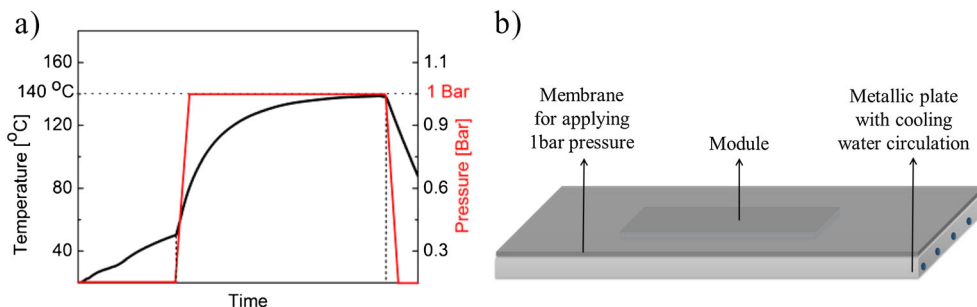 a)
Temperature [°C]
160
140 °C
120
80
40
Time
1.1
1 Bar
0.9
0.6
0.3
Pressure [Bar]
b)
Membrane
for applying
1bar pressure
Module
Metallic plate
with cooling
water circulation